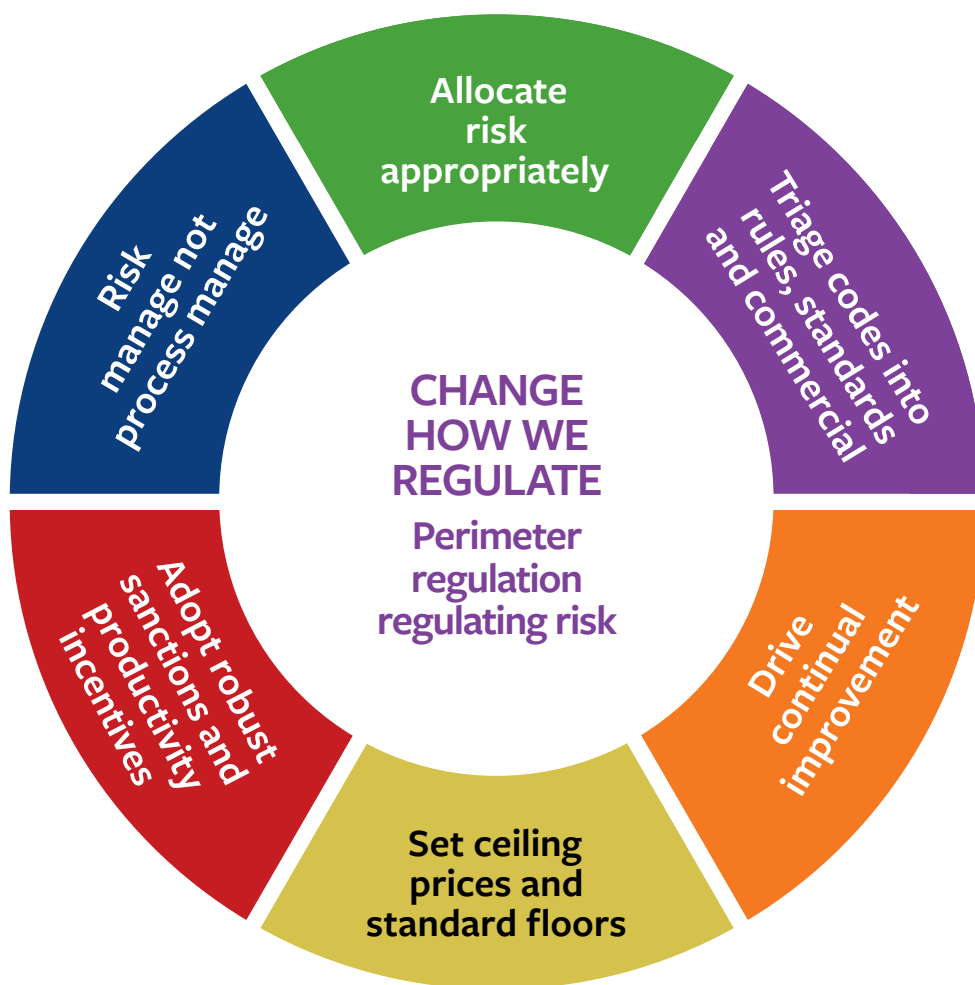 Allocate
risk
appropriately
Triage codes into
rules, standards
and commercial
Drive
continual
improvement
Set ceiling
prices and
standard floors
Adopt robust
sanctions and
productivity
incentives
Risk
manage not
process manage
CHANGE
HOW WE
REGULATE
Perimeter
regulation
regulating risk